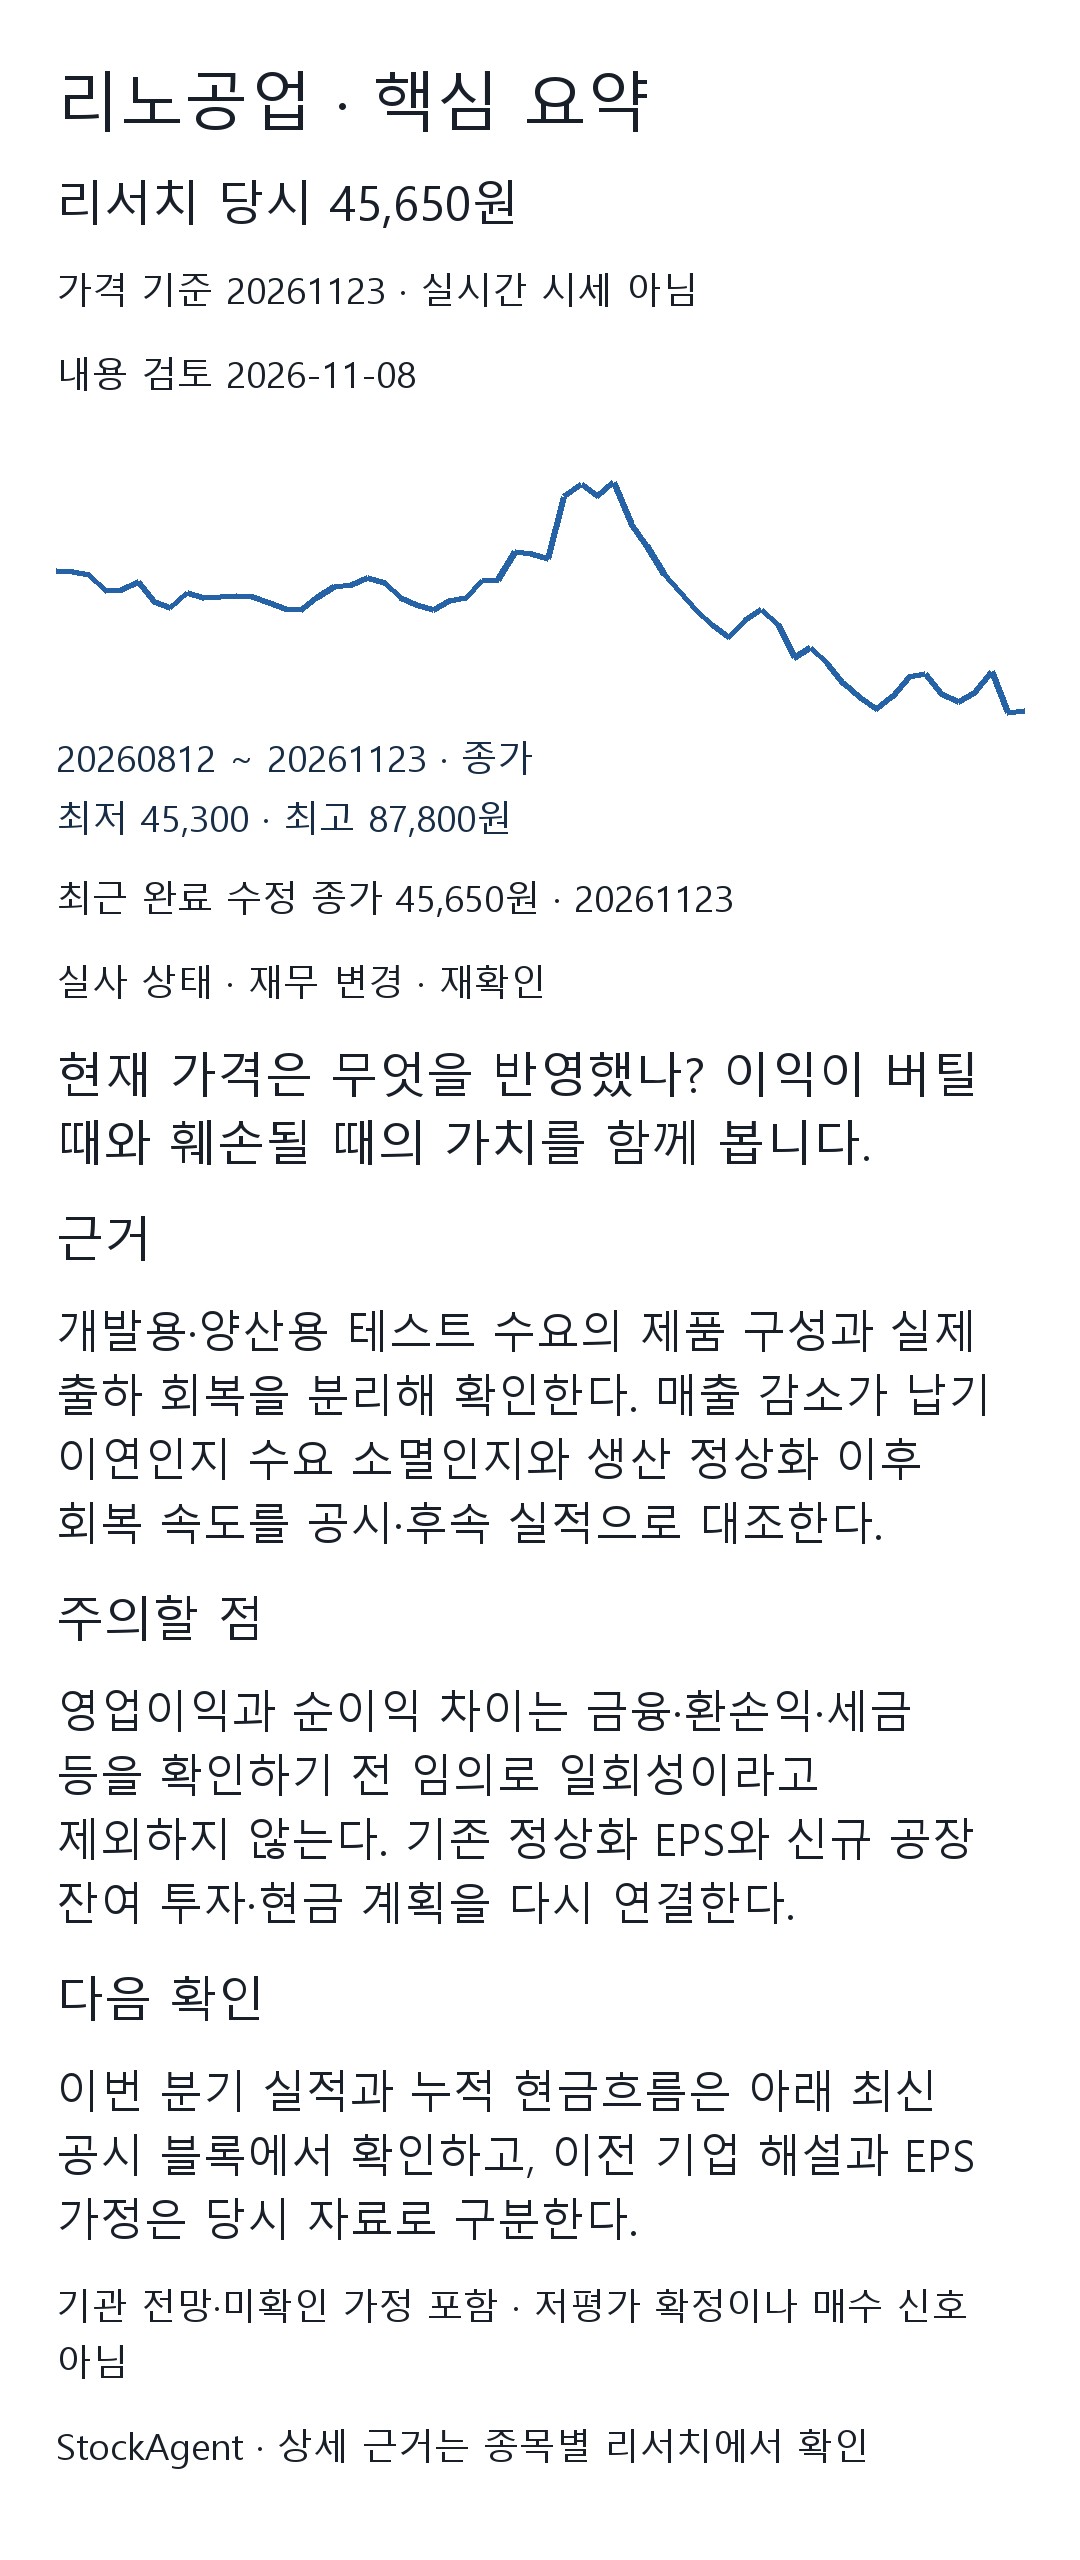 리노공업 · 핵심 요약
리서치 당시 45,650원
가격 기준 20261123 · 실시간 시세 아님
내용 검토 2026-11-08
20260812 ~ 20261123 · 종가
최저 45,300 · 최고 87,800원
최근 완료 수정 종가 45,650원 · 20261123
실사 상태 · 재무 변경 · 재확인
현재 가격은 무엇을 반영했나? 이익이 버틸
때와 훼손될 때의 가치를 함께 봅니다.
근거
개발용·양산용 테스트 수요의 제품 구성과 실제
출하 회복을 분리해 확인한다. 매출 감소가 납기
이연인지 수요 소멸인지와 생산 정상화 이후
회복 속도를 공시·후속 실적으로 대조한다.
주의할 점
영업이익과 순이익 차이는 금융·환손익·세금
등을 확인하기 전 임의로 일회성이라고
제외하지 않는다. 기존 정상화 EPS와 신규 공장
잔여 투자·현금 계획을 다시 연결한다.
다음 확인
이번 분기 실적과 누적 현금흐름은 아래 최신
공시 블록에서 확인하고, 이전 기업 해설과 EPS
가정은 당시 자료로 구분한다.
기관 전망·미확인 가정 포함 · 저평가 확정이나 매수 신호
아님
StockAgent · 상세 근거는 종목별 리서치에서 확인